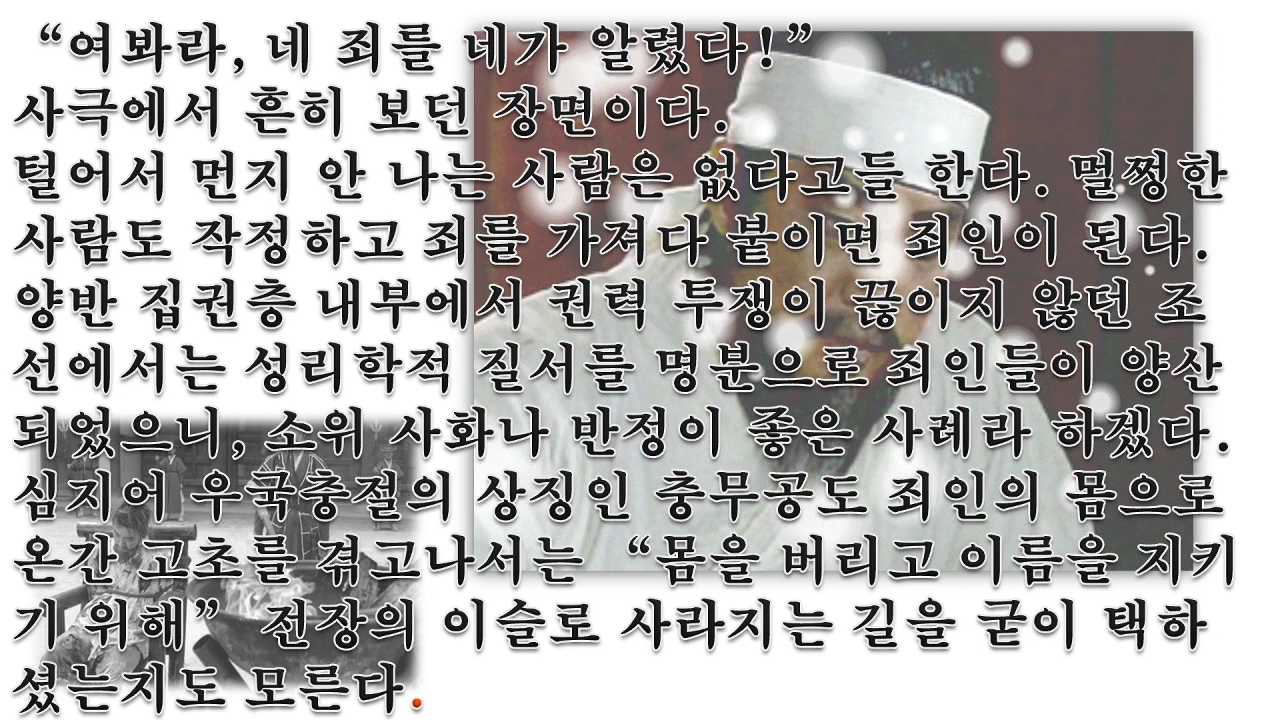 “여봐라, 네 죄를 네가 알렸다!”
사극에서 흔히 보던 장면이다.
털어서 먼지 안 나는 사람은 없다고들 한다. 멀쩡한
사람도 작정하고 죄를 가져다 붙이면 죄인이 된다.
양반 집권층 내부에서 권력 투쟁이 끊이지 않던 조
선에서는 성리학적 질서를 명분으로 죄인들이 양산
되었으니, 소위 사화나 반정이 좋은 사례라 하겠다.
심지어 우국충절의 상징인 충무공도 죄인의 몸으로
온간 고초를 겪고나서는 “몸을 버리고 이름을 지키
기 위해” 전장의 이슬로 사라지는 길을 굳이 택하
셨는지도 모른다.